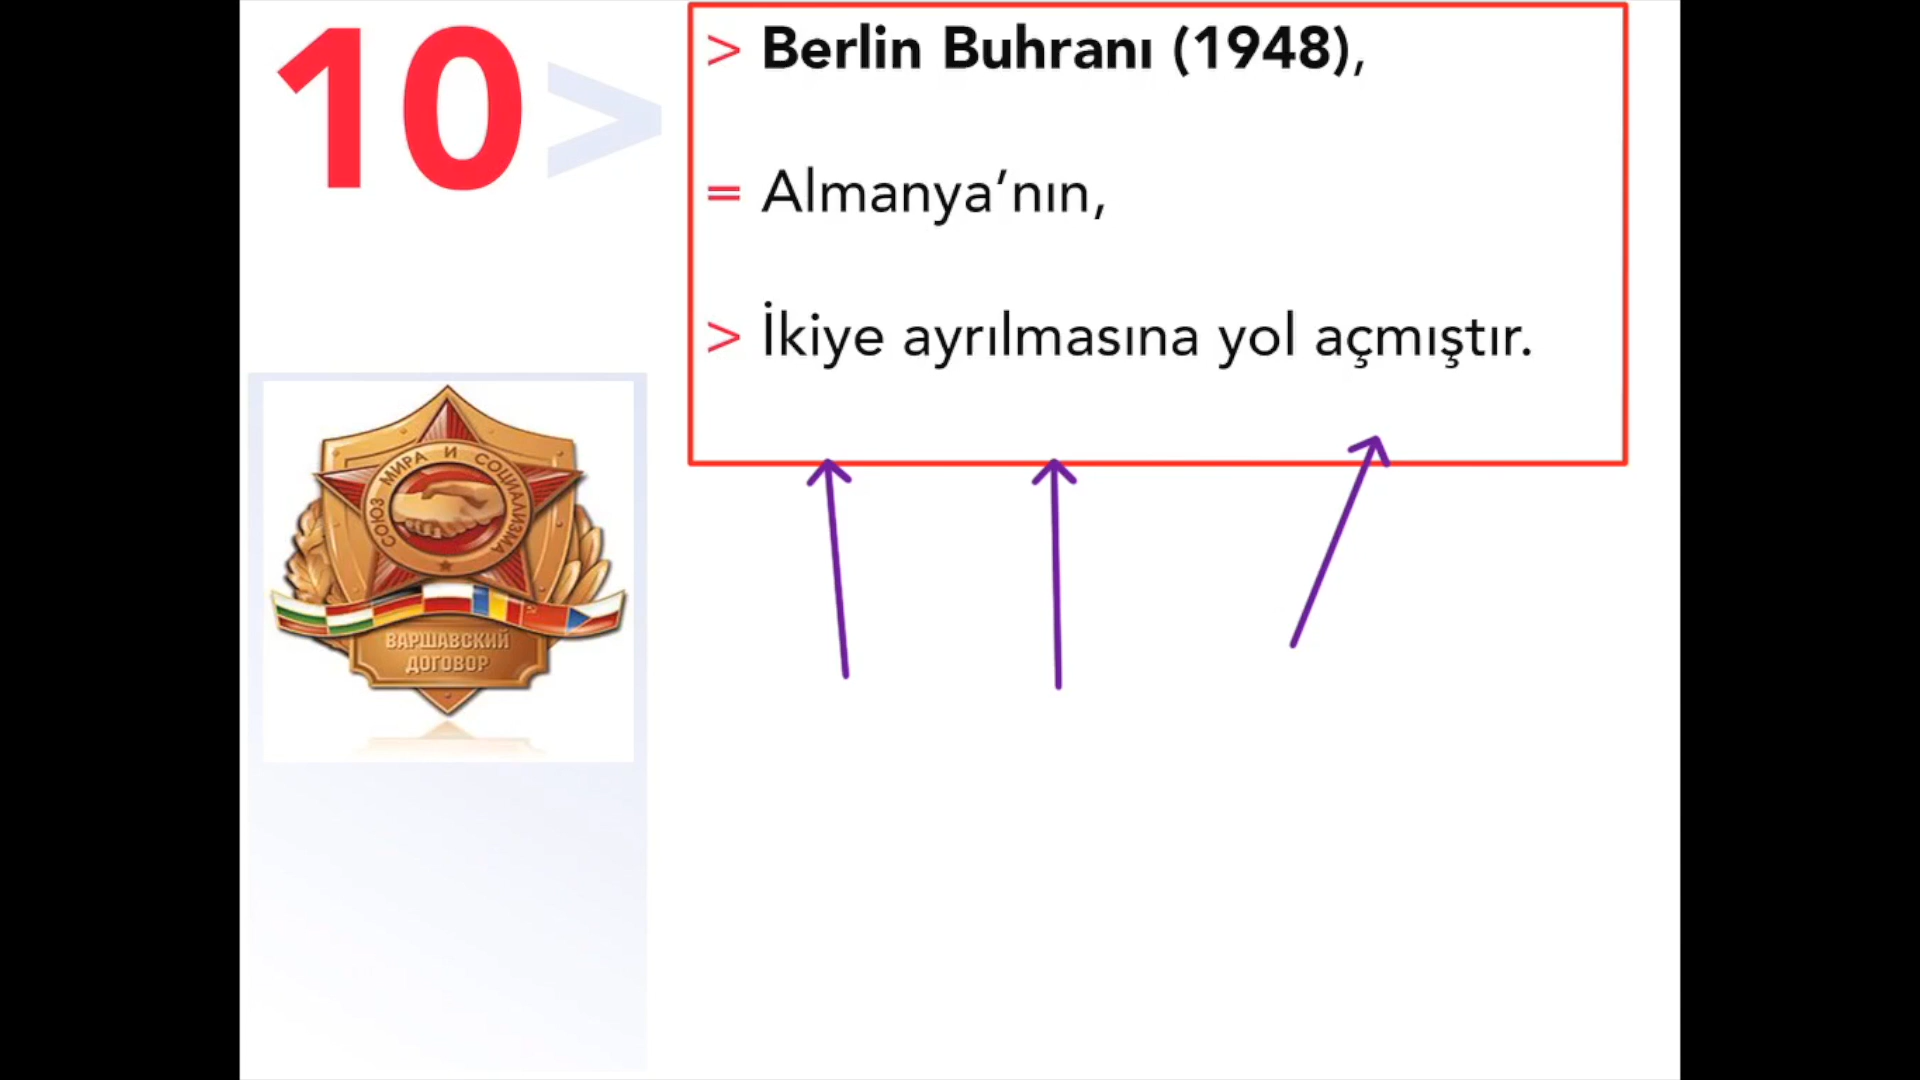 10>
> Berlin Buhranı (1948),
= Almanya’nın,
> İkiye ayrılmasına yol açmıştır.
СОЮЗ МИРА И СОЦИАЛИЗМА
ВАРШАВСКИЙ
ДОГОВОР